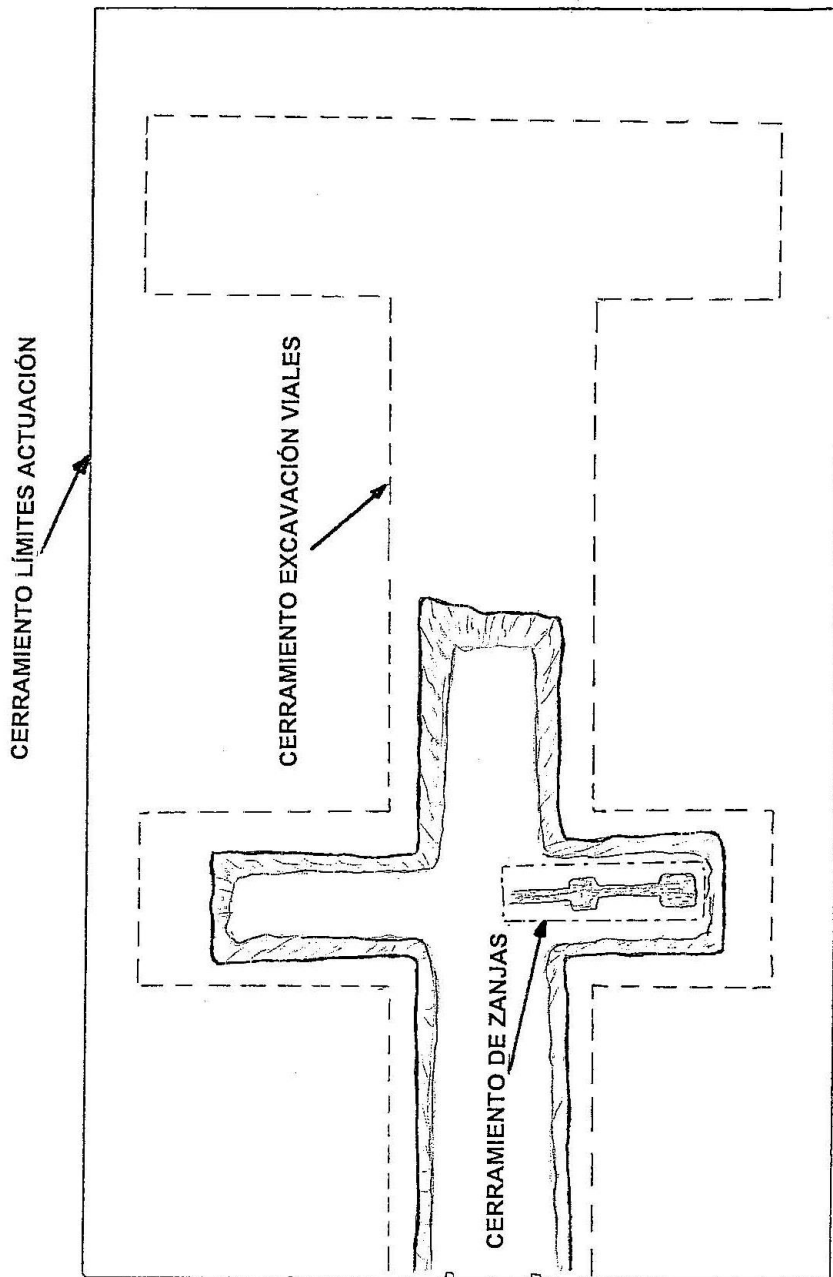 CERRAMIENTO LÍMITES ACTUACIÓN
CERRAMIENTO EXCAVACIÓN VIALES
CERRAMIENTO DE ZANJAS